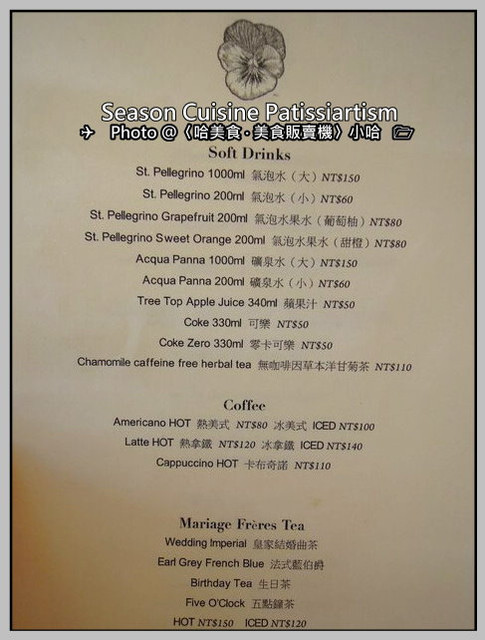 Season Cuisine Patissiartism
Photo @〈哈美食·美食販賣機〉小哈
Soft Drinks
St. Pellegrino 1000ml 氣泡水（大）NT$150
St. Pellegrino 200ml 氣泡水（小）NT$60
St. Pellegrino Grapefruit 200ml 氣泡水果水（葡萄柚）NT$80
St. Pellegrino Sweet Orange 200ml 氣泡水果水（甜橙）NT$80
Acqua Panna 1000ml 礦泉水（大）NT$150
Acqua Panna 200ml 礦泉水（小）NT$60
Tree Top Apple Juice 340ml 蘋果汁 NT$50
Coke 330ml 可樂 NT$50
Coke Zero 330ml 零卡可樂 NT$50
Chamomile caffeine free herbal tea 無咖啡因草本洋甘菊茶 NT$110
Coffee
Americano HOT 熱美式 NT$80 冰美式 ICED NT$100
Latte HOT 熱拿鐵 NT$120 冰拿鐵 ICED NT$140
Cappuccino HOT 卡布奇諾 NT$110
Mariage Frères Tea
Wedding Imperial 皇家結婚曲茶
Earl Grey French Blue 法式藍伯爵
Birthday Tea 生日茶
Five O'Clock 五點鐘茶
HOT NT$150 ICED NT$120